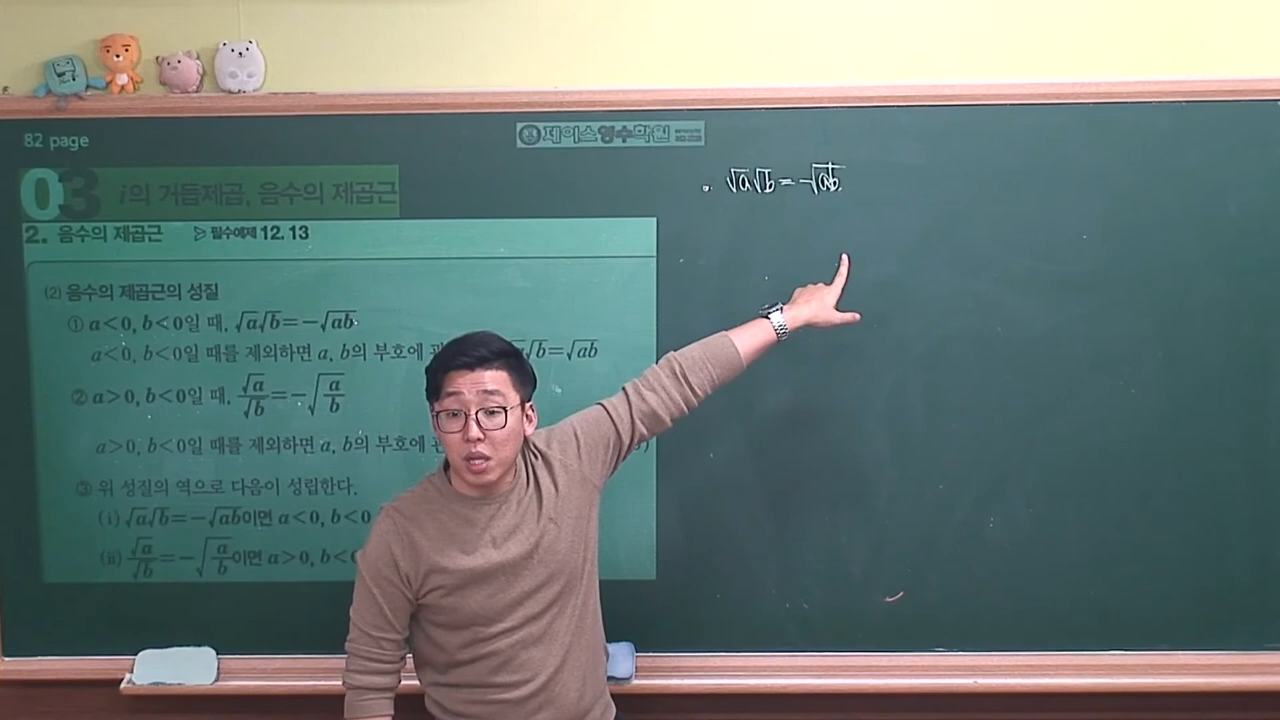 82 page
제이스영수학원
03 i의 거듭제곱, 음수의 제곱근
2. 음수의 제곱근 ▷ 필수예제 12, 13
(2) 음수의 제곱근의 성질
① a<0, b<0일 때, √a√b=-√ab
a<0, b<0일 때를 제외하면 a, b의 부호에 √b=√ab
② a>0, b<0일 때, √a/√b=-√(a/b)
a>0, b<0일 때를 제외하면 a, b의 부호에
③ 위 성질의 역으로 다음이 성립한다.
(i) √a√b=-√ab이면 a<0, b<0
(ii) √a/√b=-√(a/b)이면 a>0, b<
√a√b=-√ab